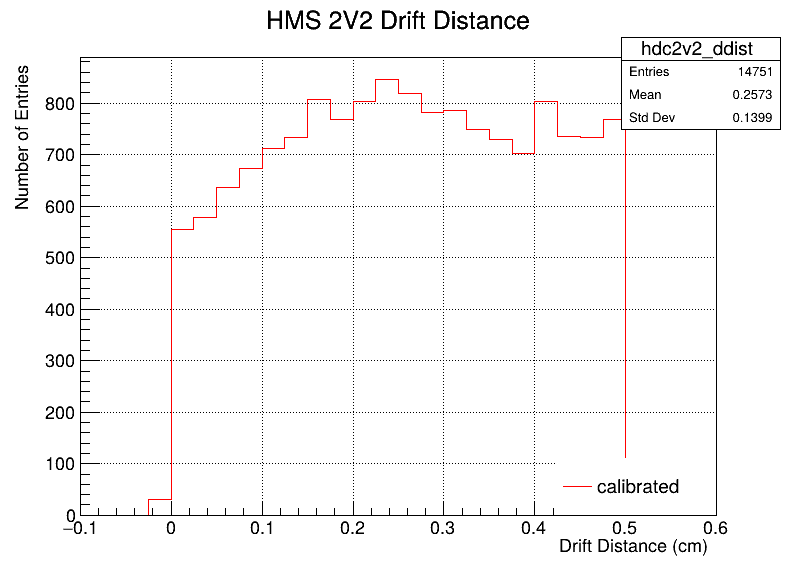 HMS 2V2 Drift Distance
hdc2v2_ddist
Entries 14751
Mean 0.2573
Std Dev 0.1399
Number of Entries
800
700
600
500
400
300
200
100
0
calibrated
−0.1 0 0.1 0.2 0.3 0.4 0.5 0.6
Drift Distance (cm)